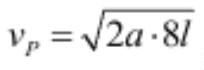 v_P = √(2a·8l)